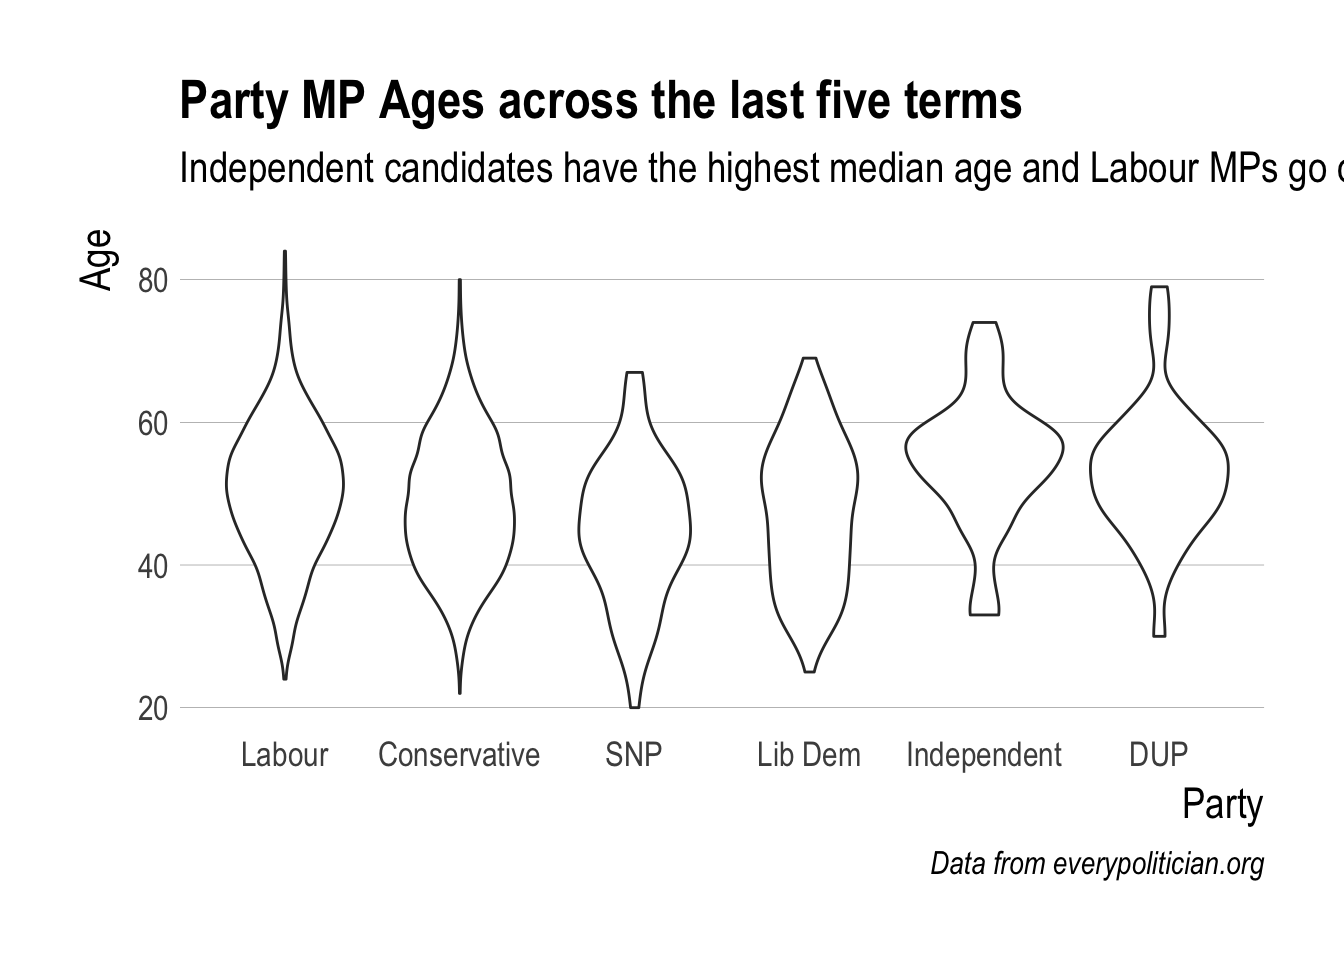 Party MP Ages across the last five terms
Independent candidates have the highest median age and Labour MPs go
Age
80
60
40
20
Labour Conservative SNP Lib Dem Independent DUP
Party
Data from everypolitician.org